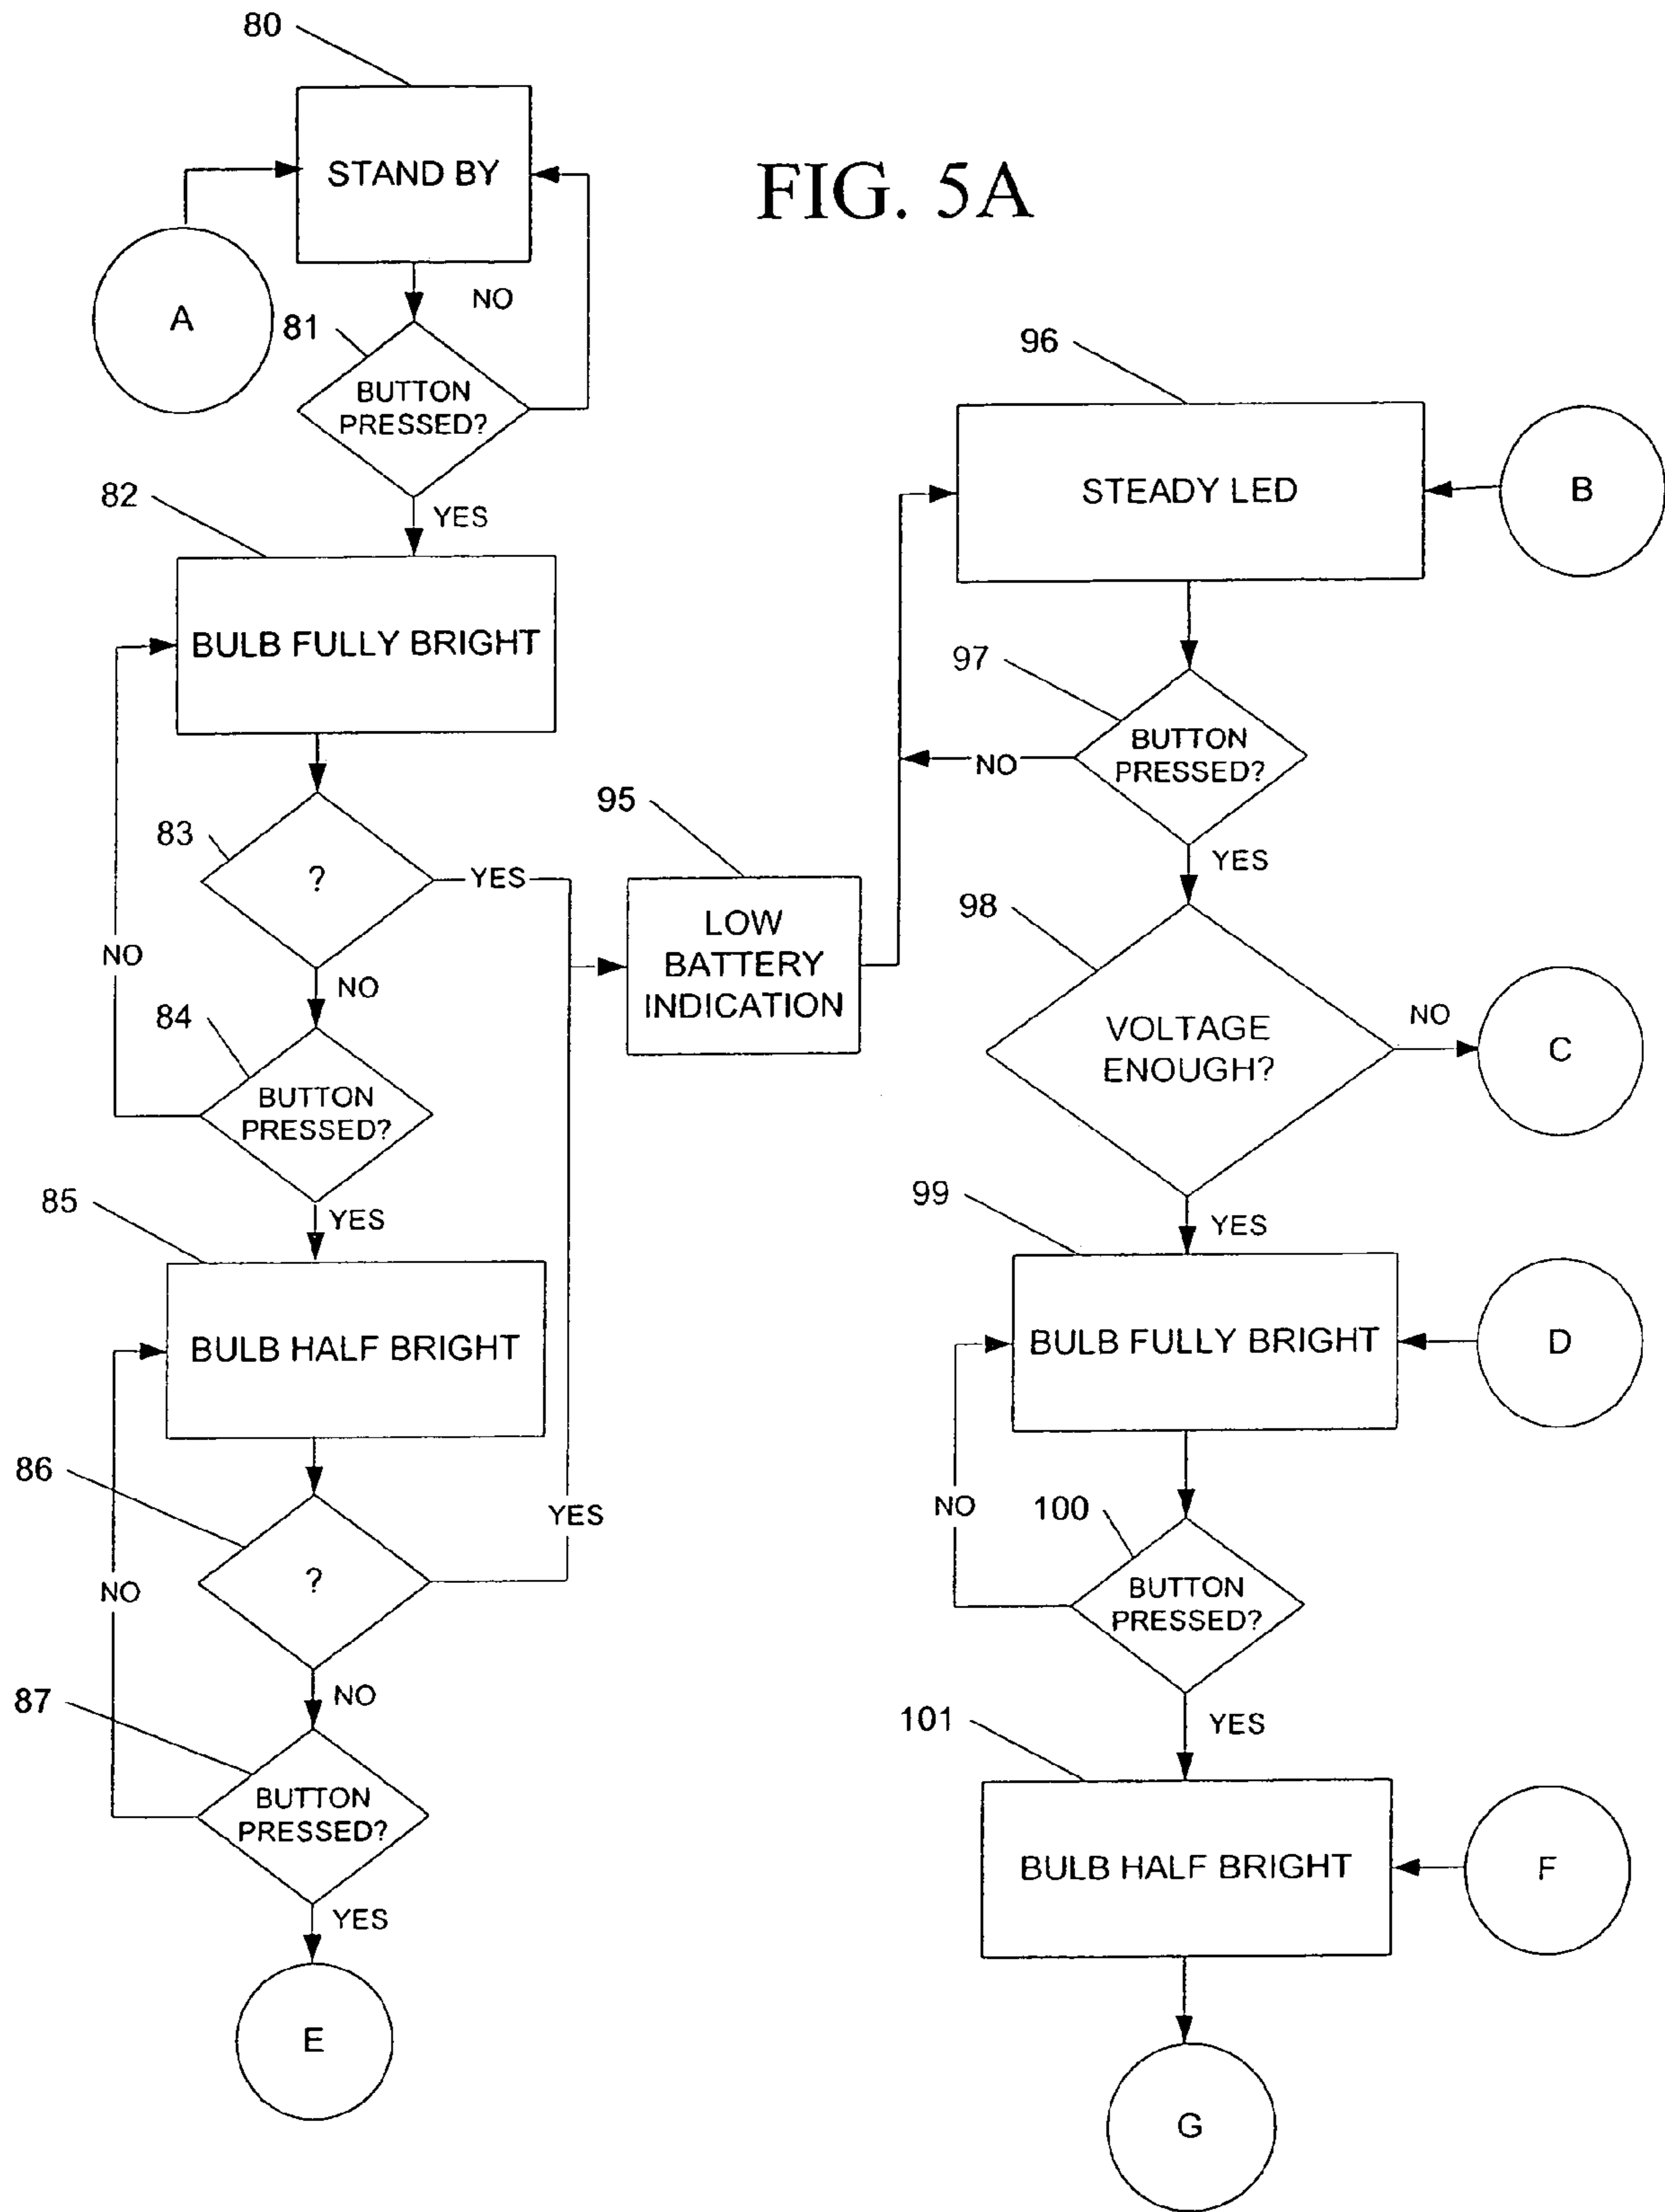 FIG. 5A
80
STAND BY
A
NO
81
BUTTON
PRESSED?
YES
82
BULB FULLY BRIGHT
83
?
YES
NO
NO
84
BUTTON
PRESSED?
YES
85
BULB HALF BRIGHT
86
?
YES
NO
NO
87
BUTTON
PRESSED?
YES
E
95
LOW
BATTERY
INDICATION
96
STEADY LED
B
97
BUTTON
PRESSED?
NO
YES
98
VOLTAGE
ENOUGH?
NO
C
YES
99
BULB FULLY BRIGHT
D
NO
100
BUTTON
PRESSED?
YES
101
BULB HALF BRIGHT
F
G